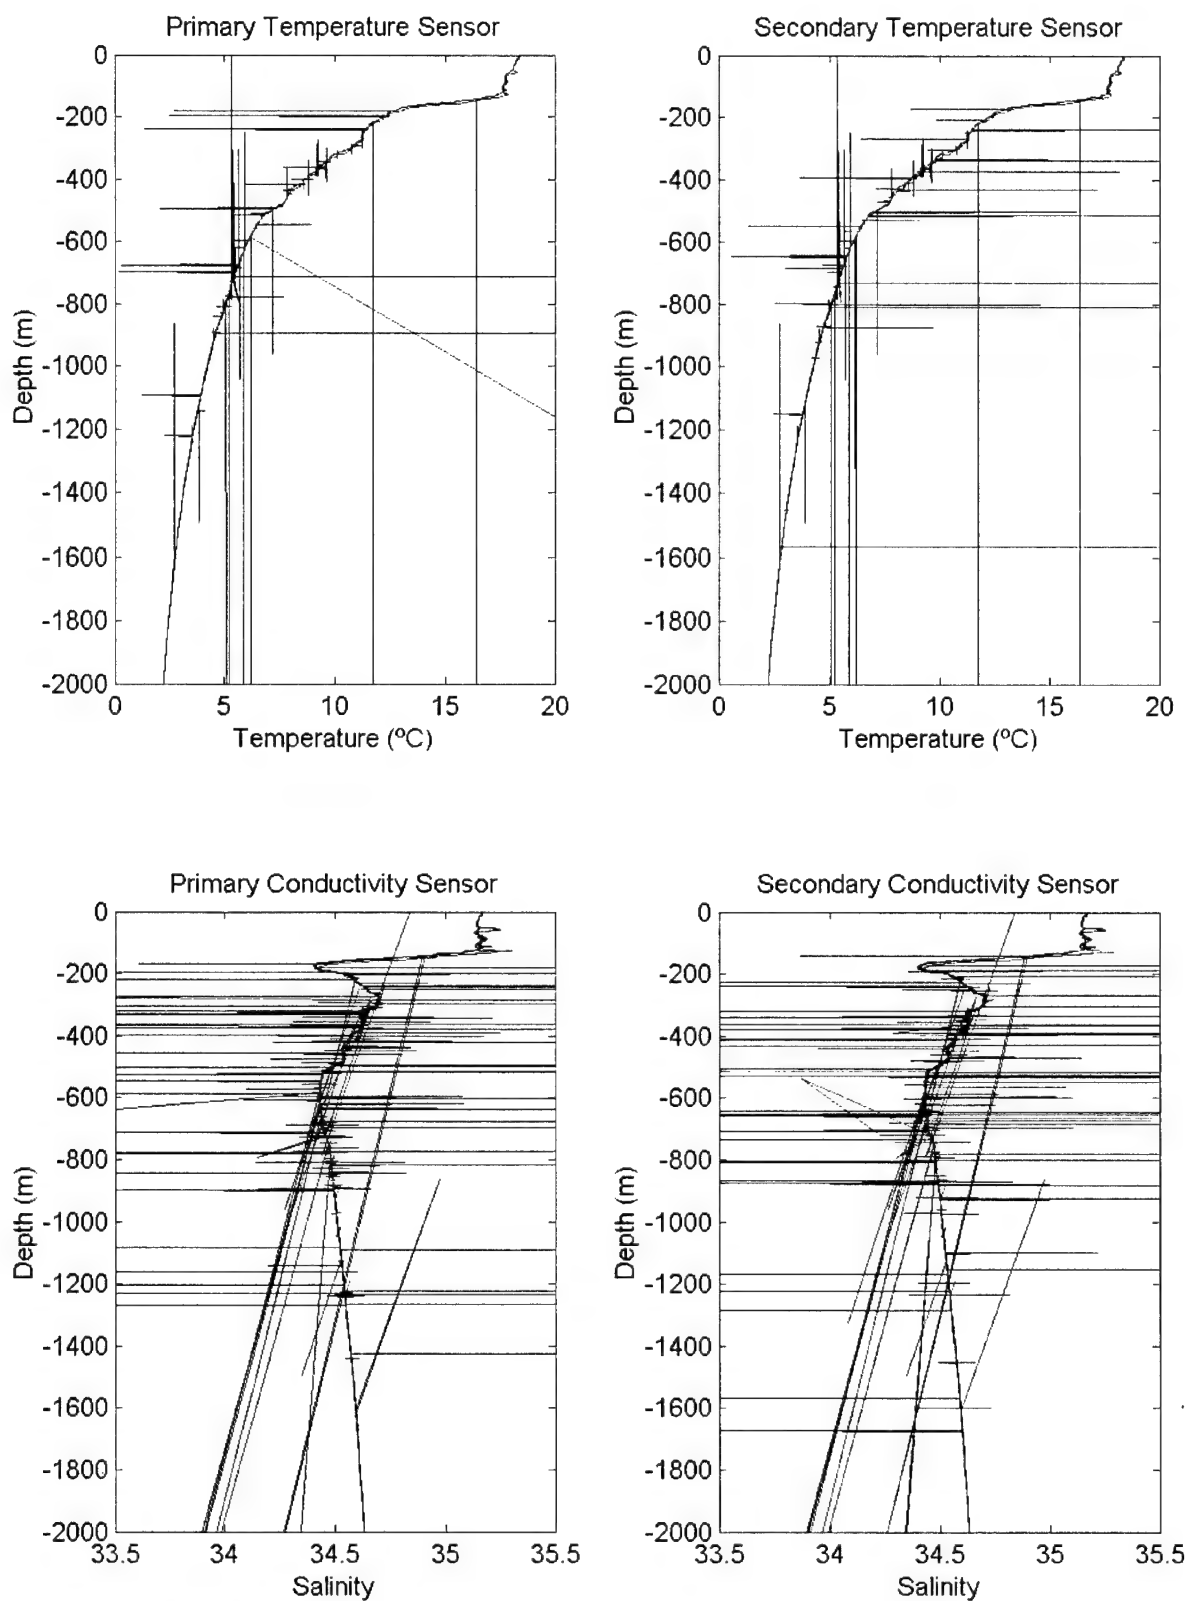 Primary Temperature Sensor
Secondary Temperature Sensor
0
-200
-400
-600
-800
-1000
-1200
-1400
-1600
-1800
-2000
Depth (m)
0 5 10 15 20
Temperature (ºC)
0
-200
-400
-600
-800
-1000
-1200
-1400
-1600
-1800
-2000
Depth (m)
0 5 10 15 20
Temperature (ºC)
Primary Conductivity Sensor
Secondary Conductivity Sensor
0
-200
-400
-600
-800
-1000
-1200
-1400
-1600
-1800
-2000
Depth (m)
33.5 34 34.5 35 35.5
Salinity
0
-200
-400
-600
-800
-1000
-1200
-1400
-1600
-1800
-2000
Depth (m)
33.5 34 34.5 35 35.5
Salinity